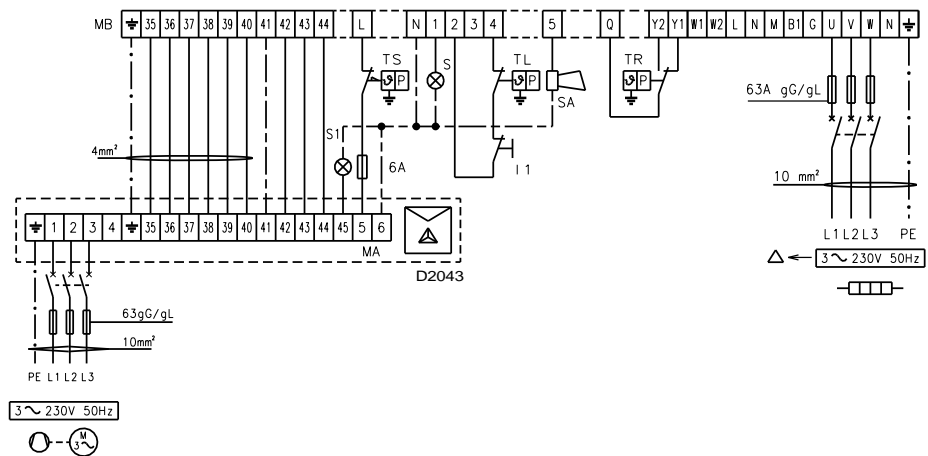 MB 35 36 37 38 39 40 41 42 43 44 L N 1 2 3 4 5 Q Y2 Y1 W1 W2 L N M B1 G U V W N
TS S TL SA TR
ϑ P ϑ P ϑ P
63A gG/gL
S1
4mm²
6A
I1
10 mm²
1 2 3 4 35 36 37 38 39 40 41 42 43 44 45 5 6
MA
L1 L2 L3 PE
D2043
3~ 230V 50Hz
63gG/gL
10mm²
PE L1 L2 L3
3~ 230V 50Hz
M
3~